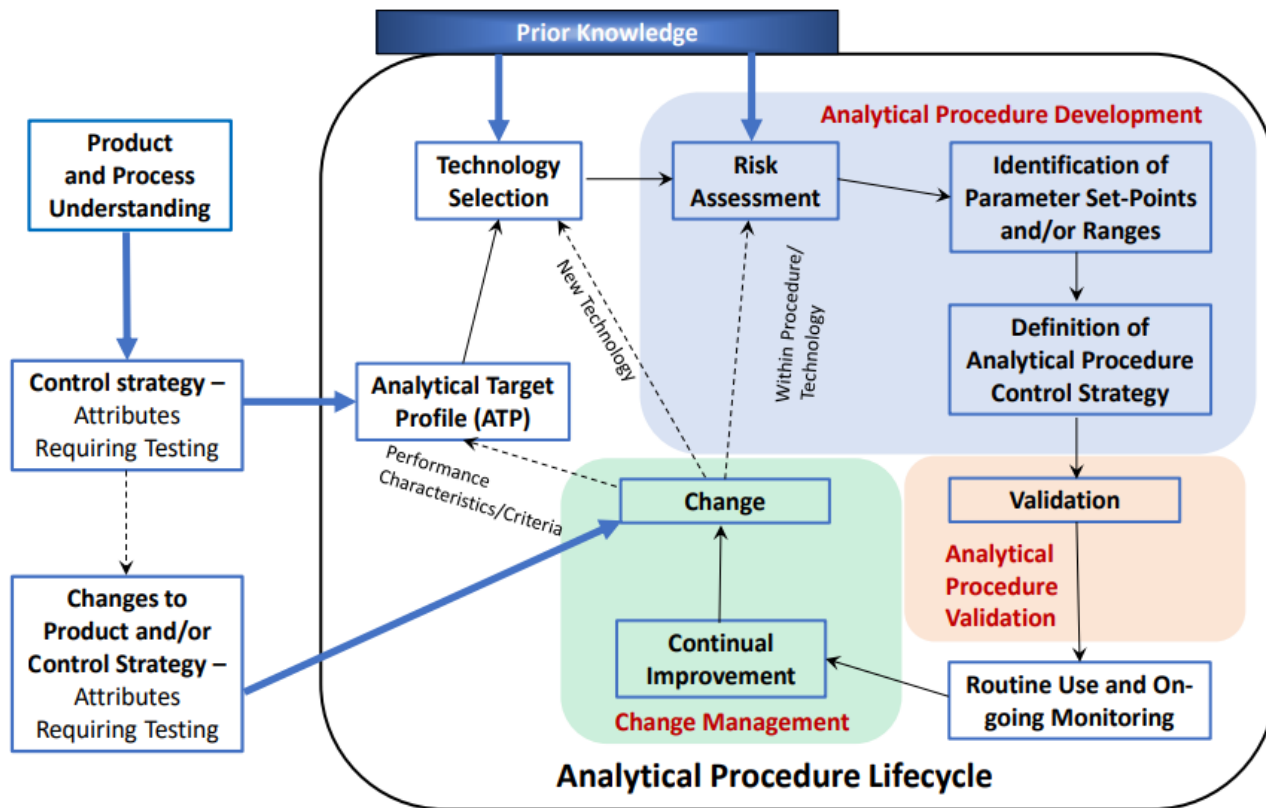 Prior Knowledge
Analytical Procedure Development
Product
and Process
Understanding
Technology
Selection
Risk
Assessment
Identification of
Parameter Set-Points
and/or Ranges
New Technology
Within Procedure/
Technology
Definition of
Analytical Procedure
Control Strategy
Control strategy –
Attributes
Requiring Testing
Analytical Target
Profile (ATP)
Performance
Characteristics/Criteria
Change
Validation
Analytical
Procedure
Validation
Changes to
Product and/or
Control Strategy –
Attributes
Requiring Testing
Continual
Improvement
Change Management
Routine Use and On-
going Monitoring
Analytical Procedure Lifecycle